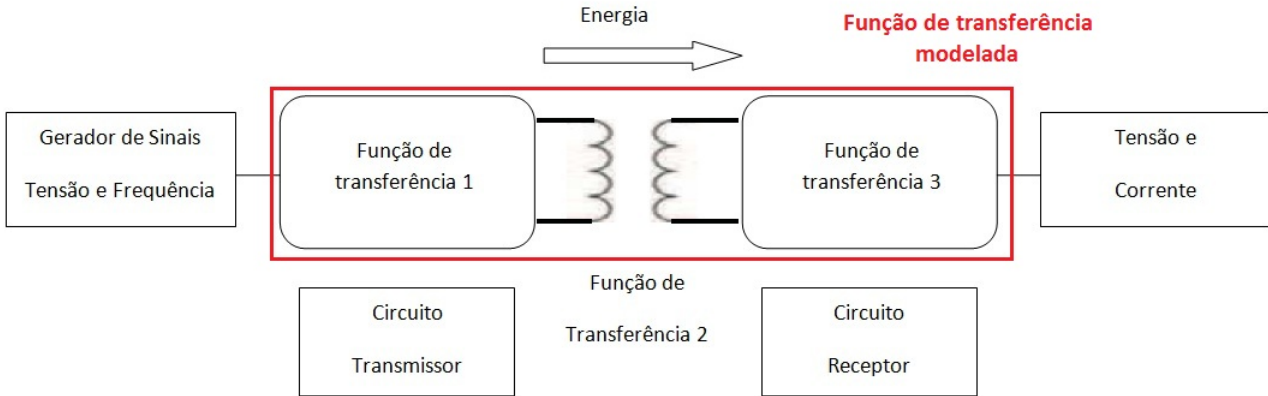 Energia
Função de transferência
modelada
Gerador de Sinais
Tensão e Frequência
Função de
transferência 1
Função de
transferência 3
Tensão e
Corrente
Função de
Transferência 2
Circuito
Transmissor
Circuito
Receptor